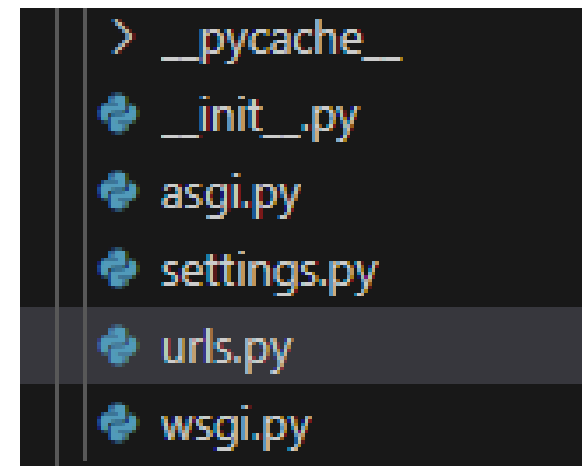 __pycache__
__init__.py
asgi.py
settings.py
urls.py
wsgi.py